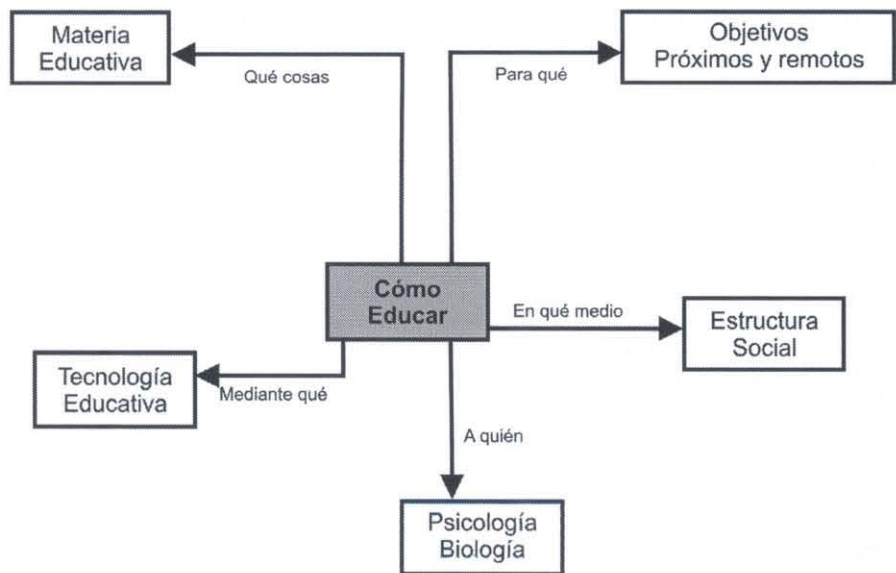 Materia
Educativa
Qué cosas
Para qué
Objetivos
Próximos y remotos
Cómo
Educar
En qué medio
Estructura
Social
Tecnología
Educativa
Mediante qué
A quién
Psicología
Biología